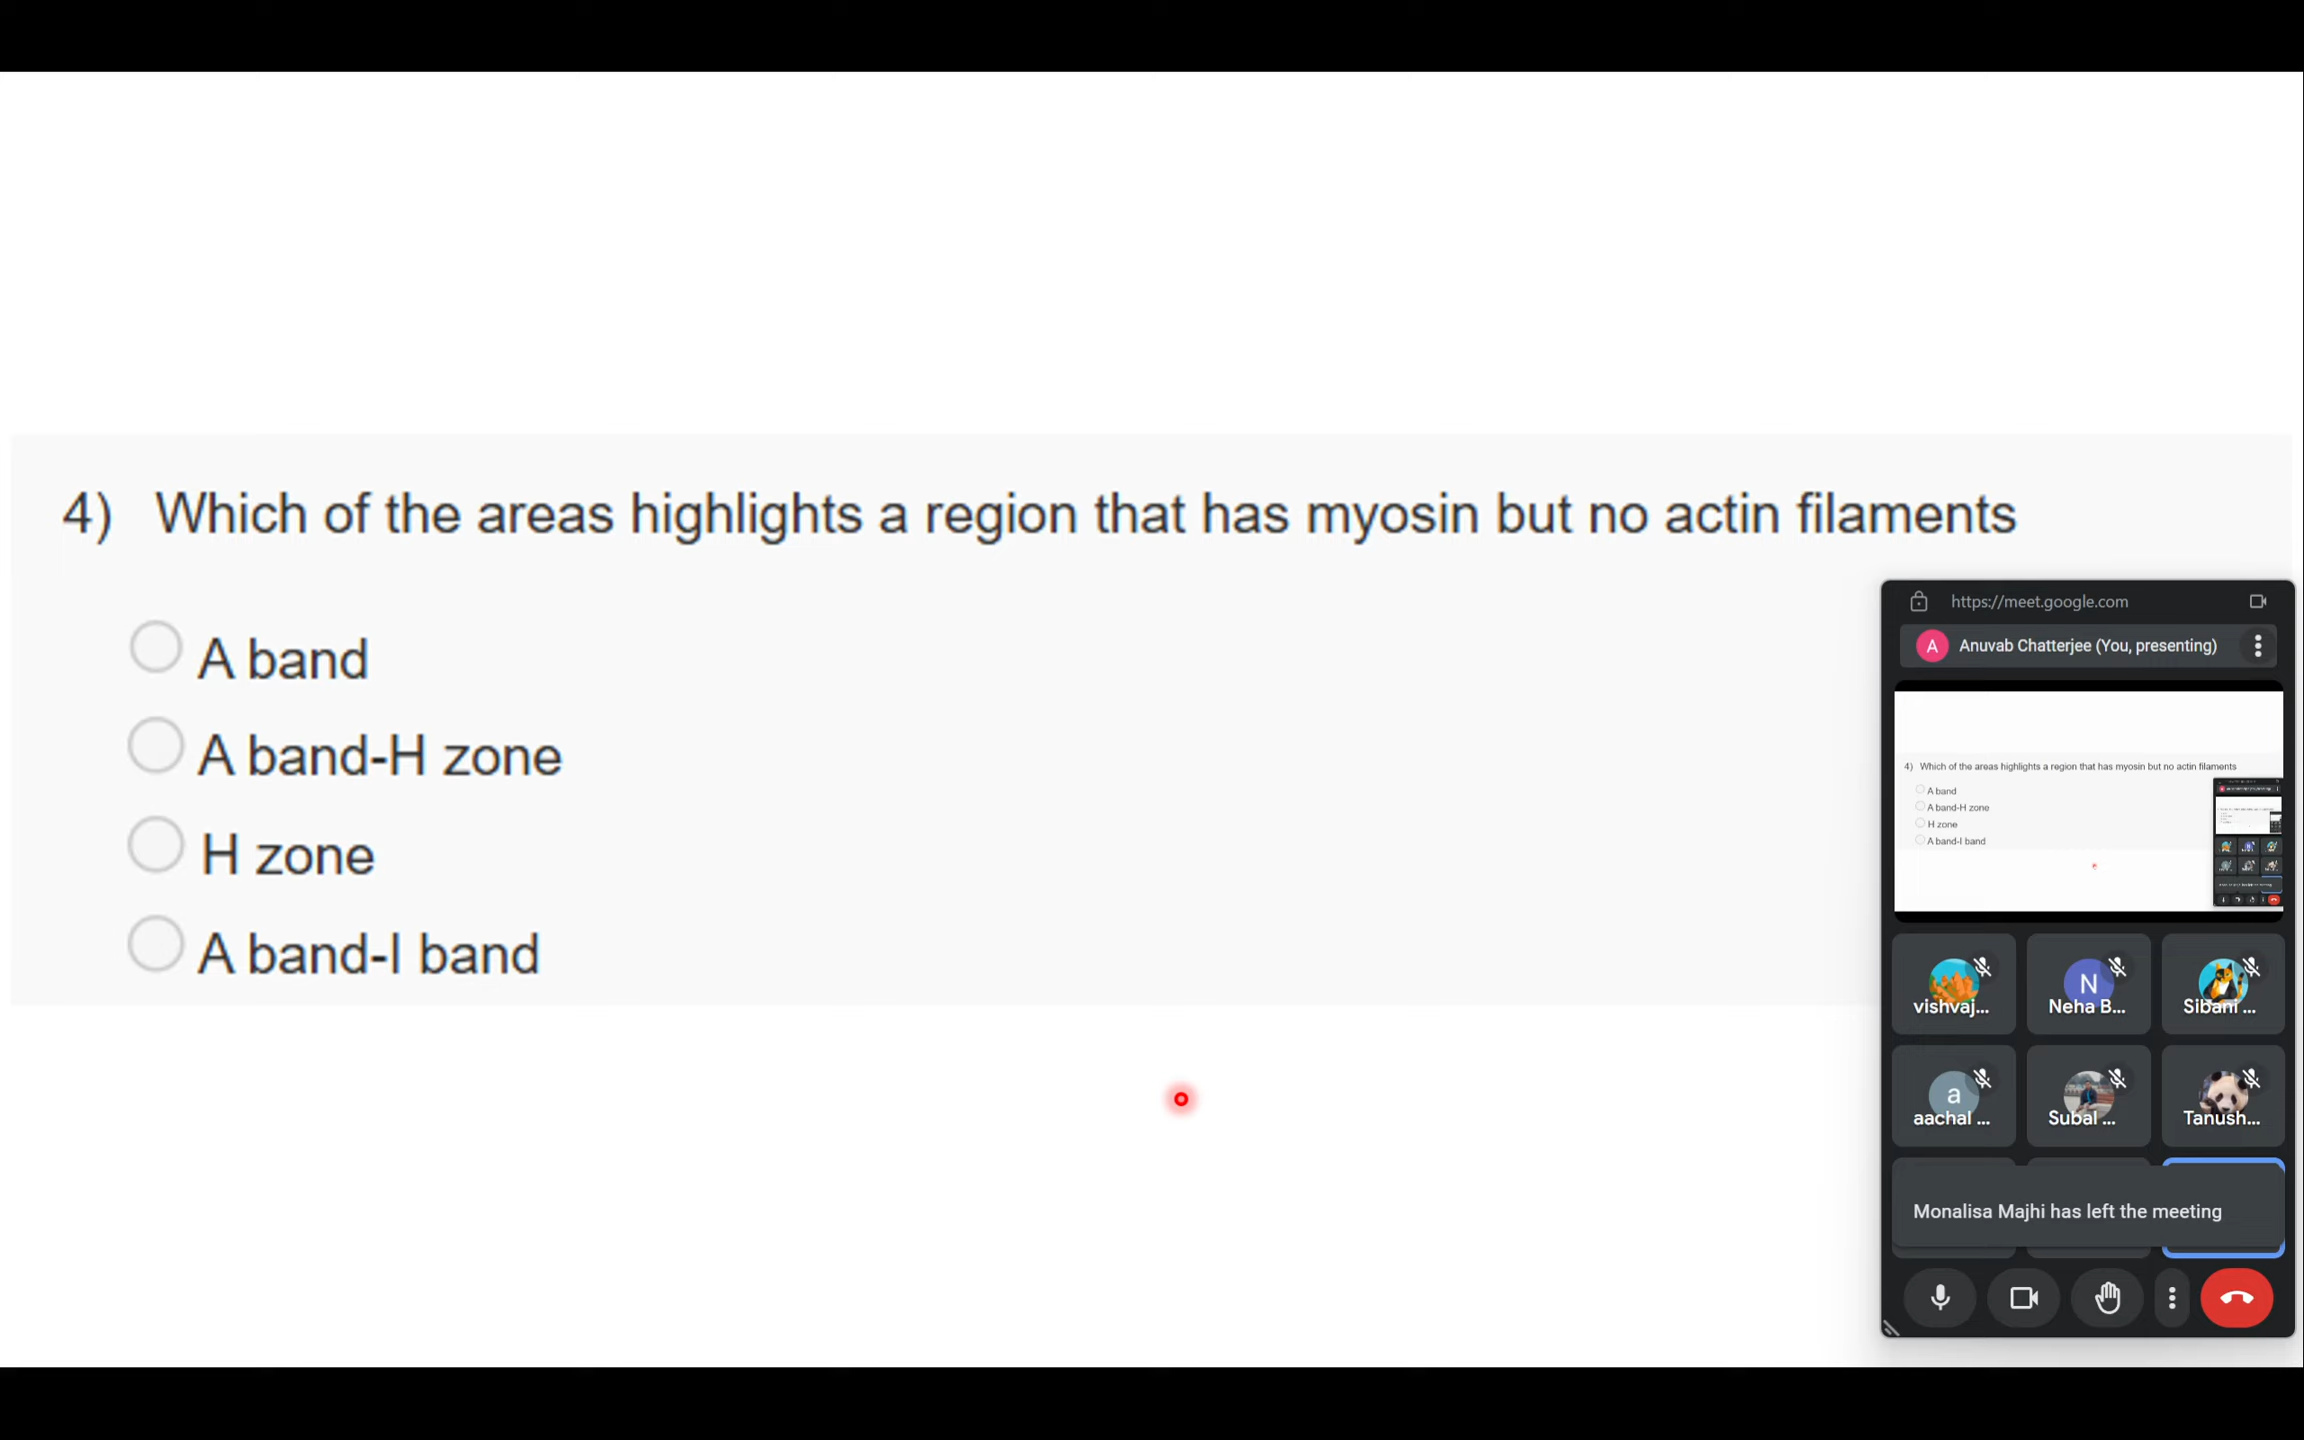 4) Which of the areas highlights a region that has myosin but no actin filaments
A band
A band-H zone
H zone
A band-I band
https://meet.google.com
A Anuvab Chatterjee (You, presenting)
4) Which of the areas highlights a region that has myosin but no actin filaments
A band
A band-H zone
H zone
A band-I band
vishvaj...
N
Neha B...
Sibani ...
a
aachal ...
Subal ...
Tanush...
Monalisa Majhi has left the meeting